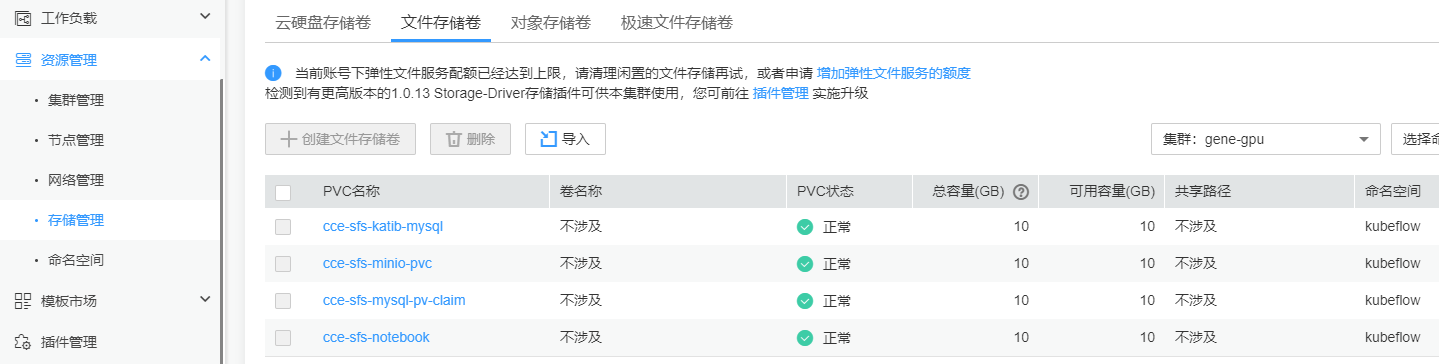 工作负载
资源管理
集群管理
节点管理
网络管理
存储管理
命名空间
模板市场
插件管理
云硬盘存储卷 文件存储卷 对象存储卷 极速文件存储卷
当前账号下弹性文件服务配额已经达到上限，请清理闲置的文件存储再试，或者申请 增加弹性文件服务的额度
检测到有更高版本的1.0.13 Storage-Driver存储插件可供本集群使用，您可前往 插件管理 实施升级
创建文件存储卷 删除 导入 集群：gene-gpu 选择命
PVC名称 卷名称 PVC状态 总容量(GB) 可用容量(GB) 共享路径 命名空间
cce-sfs-katib-mysql 不涉及 正常 10 10 不涉及 kubeflow
cce-sfs-minio-pvc 不涉及 正常 10 10 不涉及 kubeflow
cce-sfs-mysql-pv-claim 不涉及 正常 10 10 不涉及 kubeflow
cce-sfs-notebook 不涉及 正常 10 10 不涉及 kubeflow